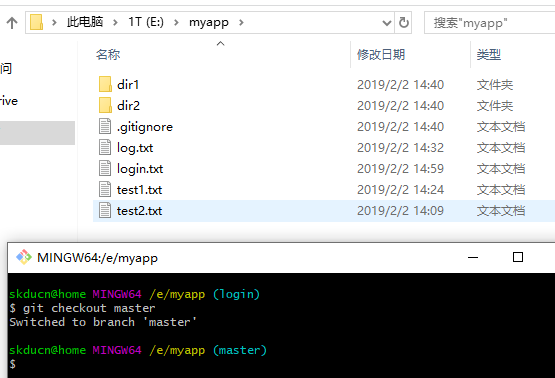 此电脑 › 1T (E:) › myapp ›
搜索"myapp"
名称 修改日期 类型
问
rive
dir1 2019/2/2 14:40 文件夹
dir2 2019/2/2 14:40 文件夹
.gitignore 2019/2/2 14:40 文本文档
log.txt 2019/2/2 14:32 文本文档
login.txt 2019/2/2 14:59 文本文档
test1.txt 2019/2/2 14:24 文本文档
test2.txt 2019/2/2 14:09 文本文档
MINGW64:/e/myapp
skducn@home MINGW64 /e/myapp (login)
$ git checkout master
Switched to branch 'master'
skducn@home MINGW64 /e/myapp (master)
$